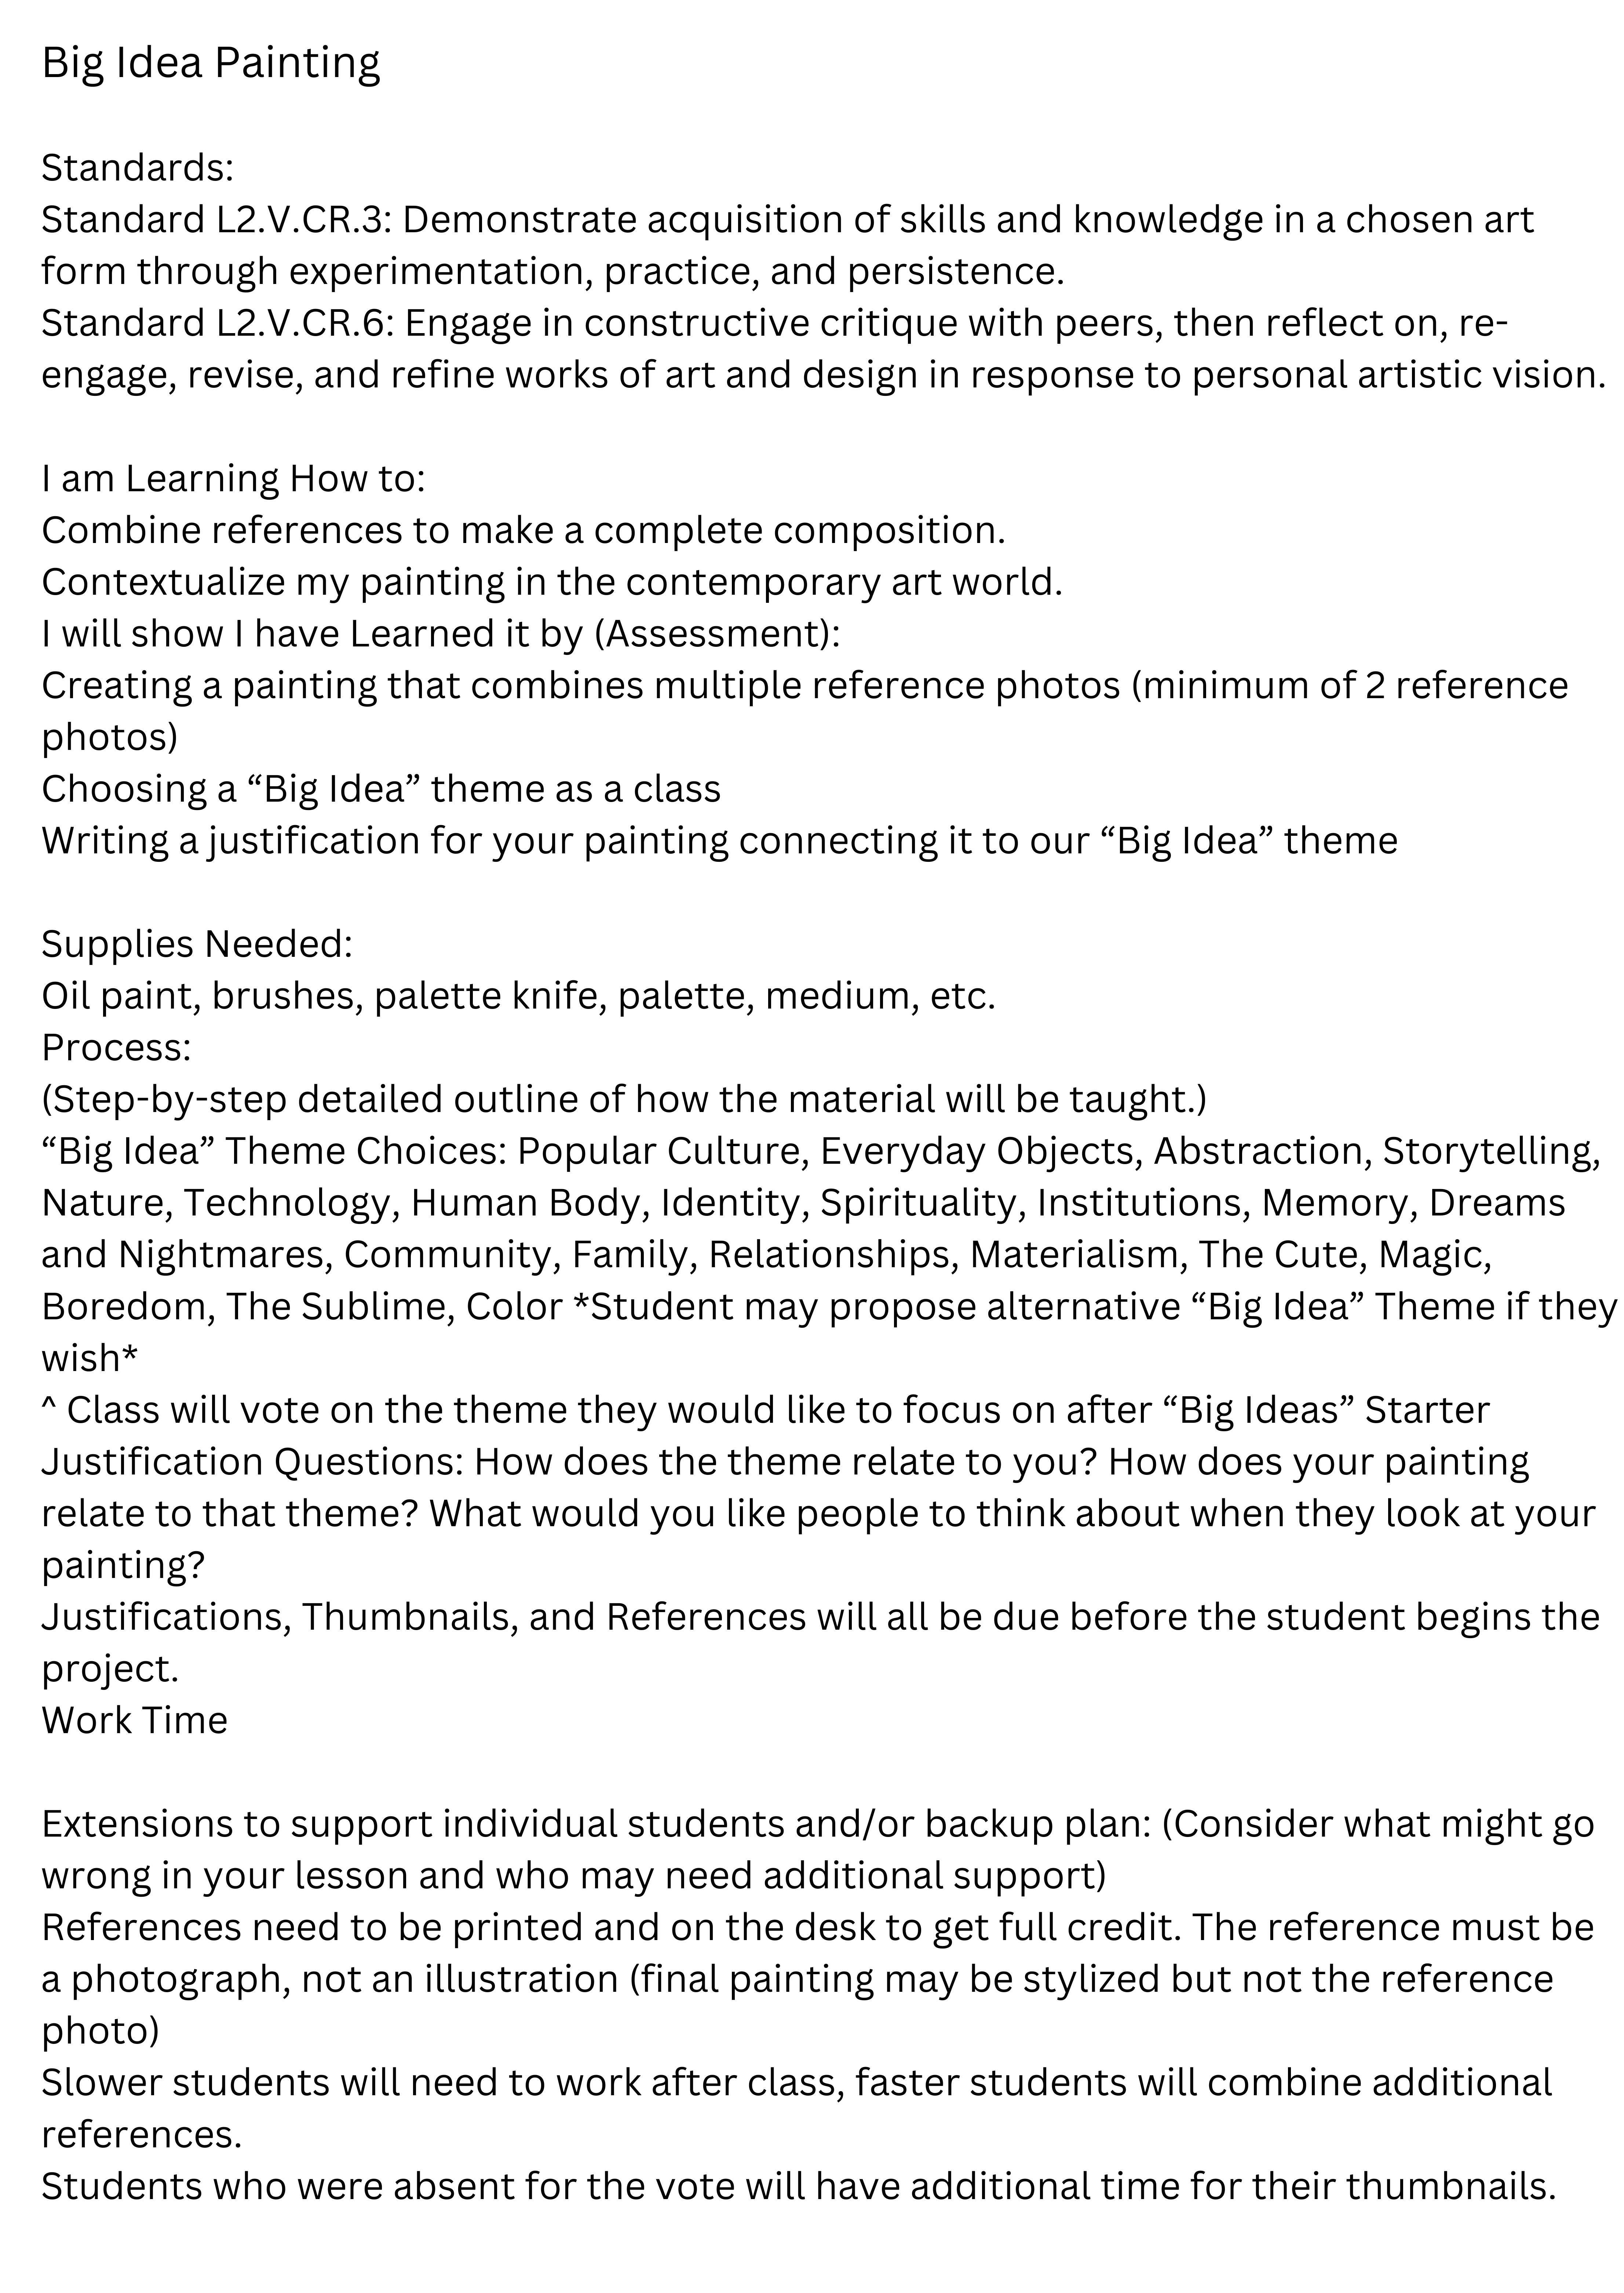 Big Idea Painting
Standards:
Standard L2.V.CR.3: Demonstrate acquisition of skills and knowledge in a chosen art
form through experimentation, practice, and persistence.
Standard L2.V.CR.6: Engage in constructive critique with peers, then reflect on, re-
engage, revise, and refine works of art and design in response to personal artistic vision.
I am Learning How to:
Combine references to make a complete composition.
Contextualize my painting in the contemporary art world.
I will show I have Learned it by (Assessment):
Creating a painting that combines multiple reference photos (minimum of 2 reference
photos)
Choosing a “Big Idea” theme as a class
Writing a justification for your painting connecting it to our “Big Idea” theme
Supplies Needed:
Oil paint, brushes, palette knife, palette, medium, etc.
Process:
(Step-by-step detailed outline of how the material will be taught.)
“Big Idea” Theme Choices: Popular Culture, Everyday Objects, Abstraction, Storytelling,
Nature, Technology, Human Body, Identity, Spirituality, Institutions, Memory, Dreams
and Nightmares, Community, Family, Relationships, Materialism, The Cute, Magic,
Boredom, The Sublime, Color *Student may propose alternative “Big Idea” Theme if they
wish*
^ Class will vote on the theme they would like to focus on after “Big Ideas” Starter
Justification Questions: How does the theme relate to you? How does your painting
relate to that theme? What would you like people to think about when they look at your
painting?
Justifications, Thumbnails, and References will all be due before the student begins the
project.
Work Time
Extensions to support individual students and/or backup plan: (Consider what might go
wrong in your lesson and who may need additional support)
References need to be printed and on the desk to get full credit. The reference must be
a photograph, not an illustration (final painting may be stylized but not the reference
photo)
Slower students will need to work after class, faster students will combine additional
references.
Students who were absent for the vote will have additional time for their thumbnails.